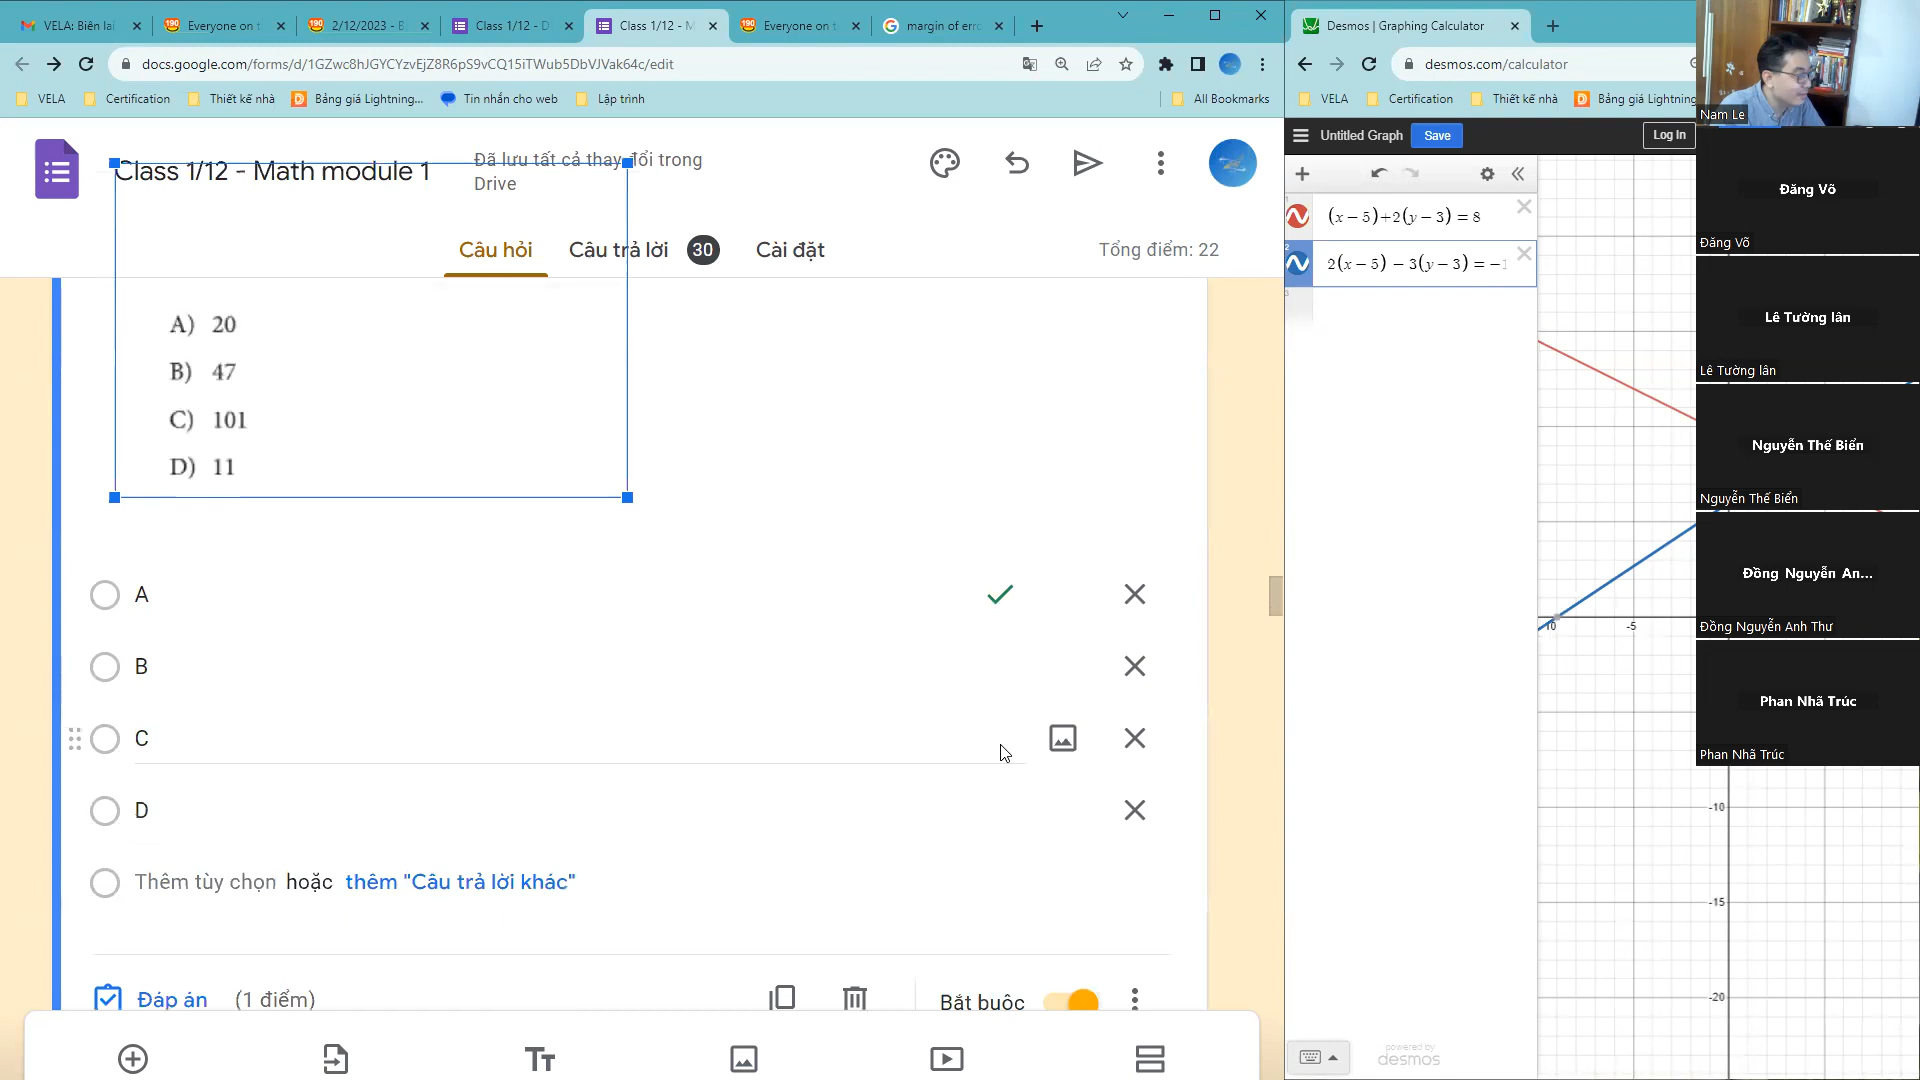 VELA: Biên lai
Everyone on t
2/12/2023 - B
Class 1/12 - D
Class 1/12 - M
Everyone on t
margin of erro
docs.google.com/forms/d/1GZwc8hJGYCYzvEjZ8R6pS9vCQ15iTWub5DbVJVak64c/edit
VELA
Certification
Thiết kế nhà
Bảng giá Lightning...
Tin nhắn cho web
Lập trình
All Bookmarks
Class 1/12 - Math module 1
Đã lưu tất cả thay đổi trong
Drive
Câu hỏi
Câu trả lời 30
Cài đặt
Tổng điểm: 22
A) 20
B) 47
C) 101
D) 11
A
B
C
D
Thêm tùy chọn hoặc thêm "Câu trả lời khác"
Đáp án (1 điểm)
Bắt buộc
Desmos | Graphing Calculator
desmos.com/calculator
VELA
Certification
Thiết kế nhà
Bảng giá Lightning
Untitled Graph
Save
Log In
1
(x − 5)+2(y − 3) = 8
2
2(x − 5) − 3(y − 3) = −1
3
10
-5
-10
-15
-20
powered by
desmos
Nam Le
Đăng Võ
Đăng Võ
Lê Tường lân
Lê Tường lân
Nguyễn Thế Biển
Nguyễn Thế Biển
Đồng Nguyễn An...
Đồng Nguyễn Anh Thư
Phan Nhã Trúc
Phan Nhã Trúc